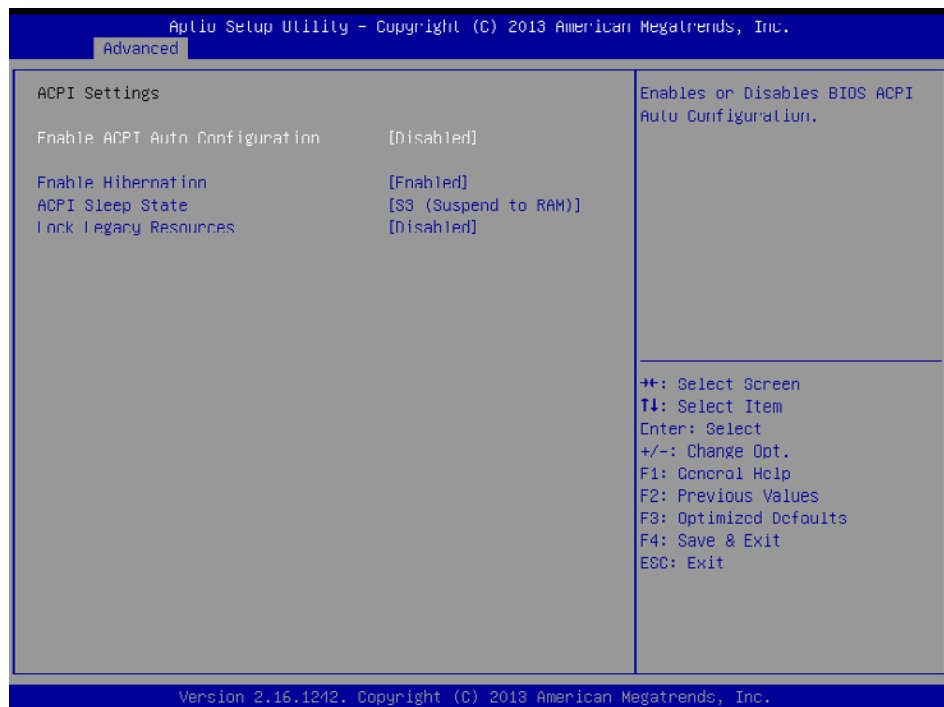 Aptio Setup Utility – Copyright (C) 2013 American Megatrends, Inc.
Advanced
ACPI Settings
Enable ACPI Auto Configuration [Disabled]
Enable Hibernation [Enabled]
ACPI Sleep State [S3 (Suspend to RAM)]
Lock Legacy Resources [Disabled]
Enables or Disables BIOS ACPI
Auto Configuration.
→←: Select Screen
↑↓: Select Item
Enter: Select
+/-: Change Opt.
F1: General Help
F2: Previous Values
F3: Optimized Defaults
F4: Save & Exit
ESC: Exit
Version 2.16.1242. Copyright (C) 2013 American Megatrends, Inc.